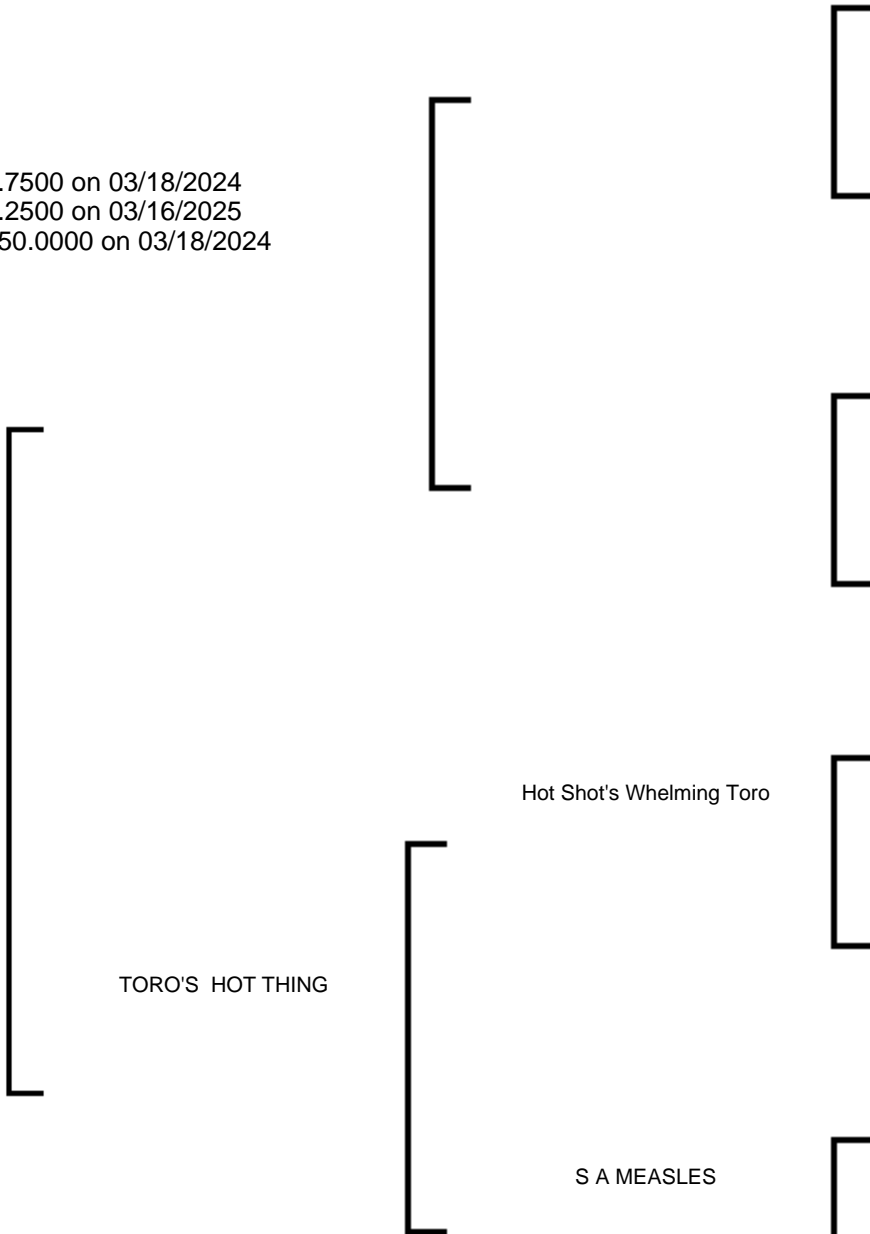 .7500 on 03/18/2024
.2500 on 03/16/2025
50.0000 on 03/18/2024
Hot Shot's Whelming Toro
TORO'S  HOT THING
S A MEASLES